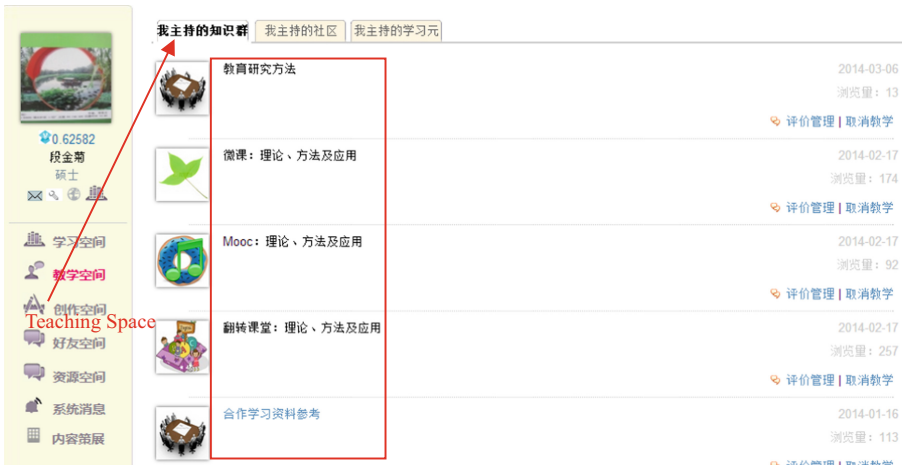 我主持的知识群 我主持的社区 我主持的学习元
0.62582
段金菊
硕士
学习空间
教学空间
创作空间
Teaching Space
好友空间
资源空间
系统消息
内容策展
教育研究方法
2014-03-06
浏览量：13
评价管理 | 取消教学
微课：理论、方法及应用
2014-02-17
浏览量：174
评价管理 | 取消教学
Mooc：理论、方法及应用
2014-02-17
浏览量：92
评价管理 | 取消教学
翻转课堂：理论、方法及应用
2014-02-17
浏览量：257
评价管理 | 取消教学
合作学习资料参考
2014-01-16
浏览量：113
评价管理 | 取消教学